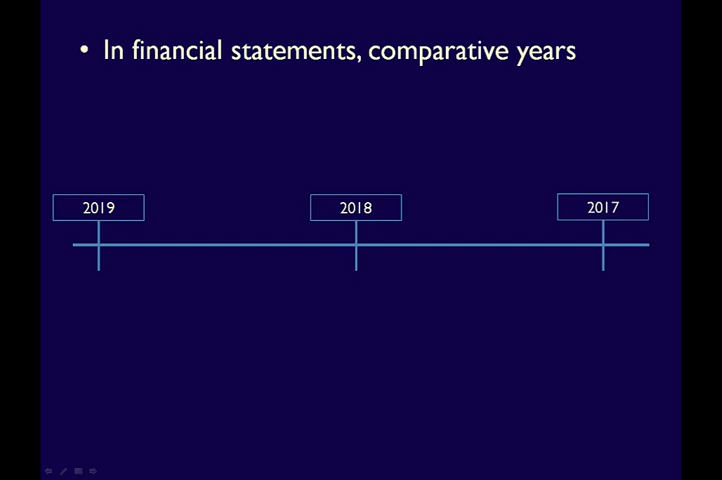 • In financial statements, comparative years
2019 2018 2017